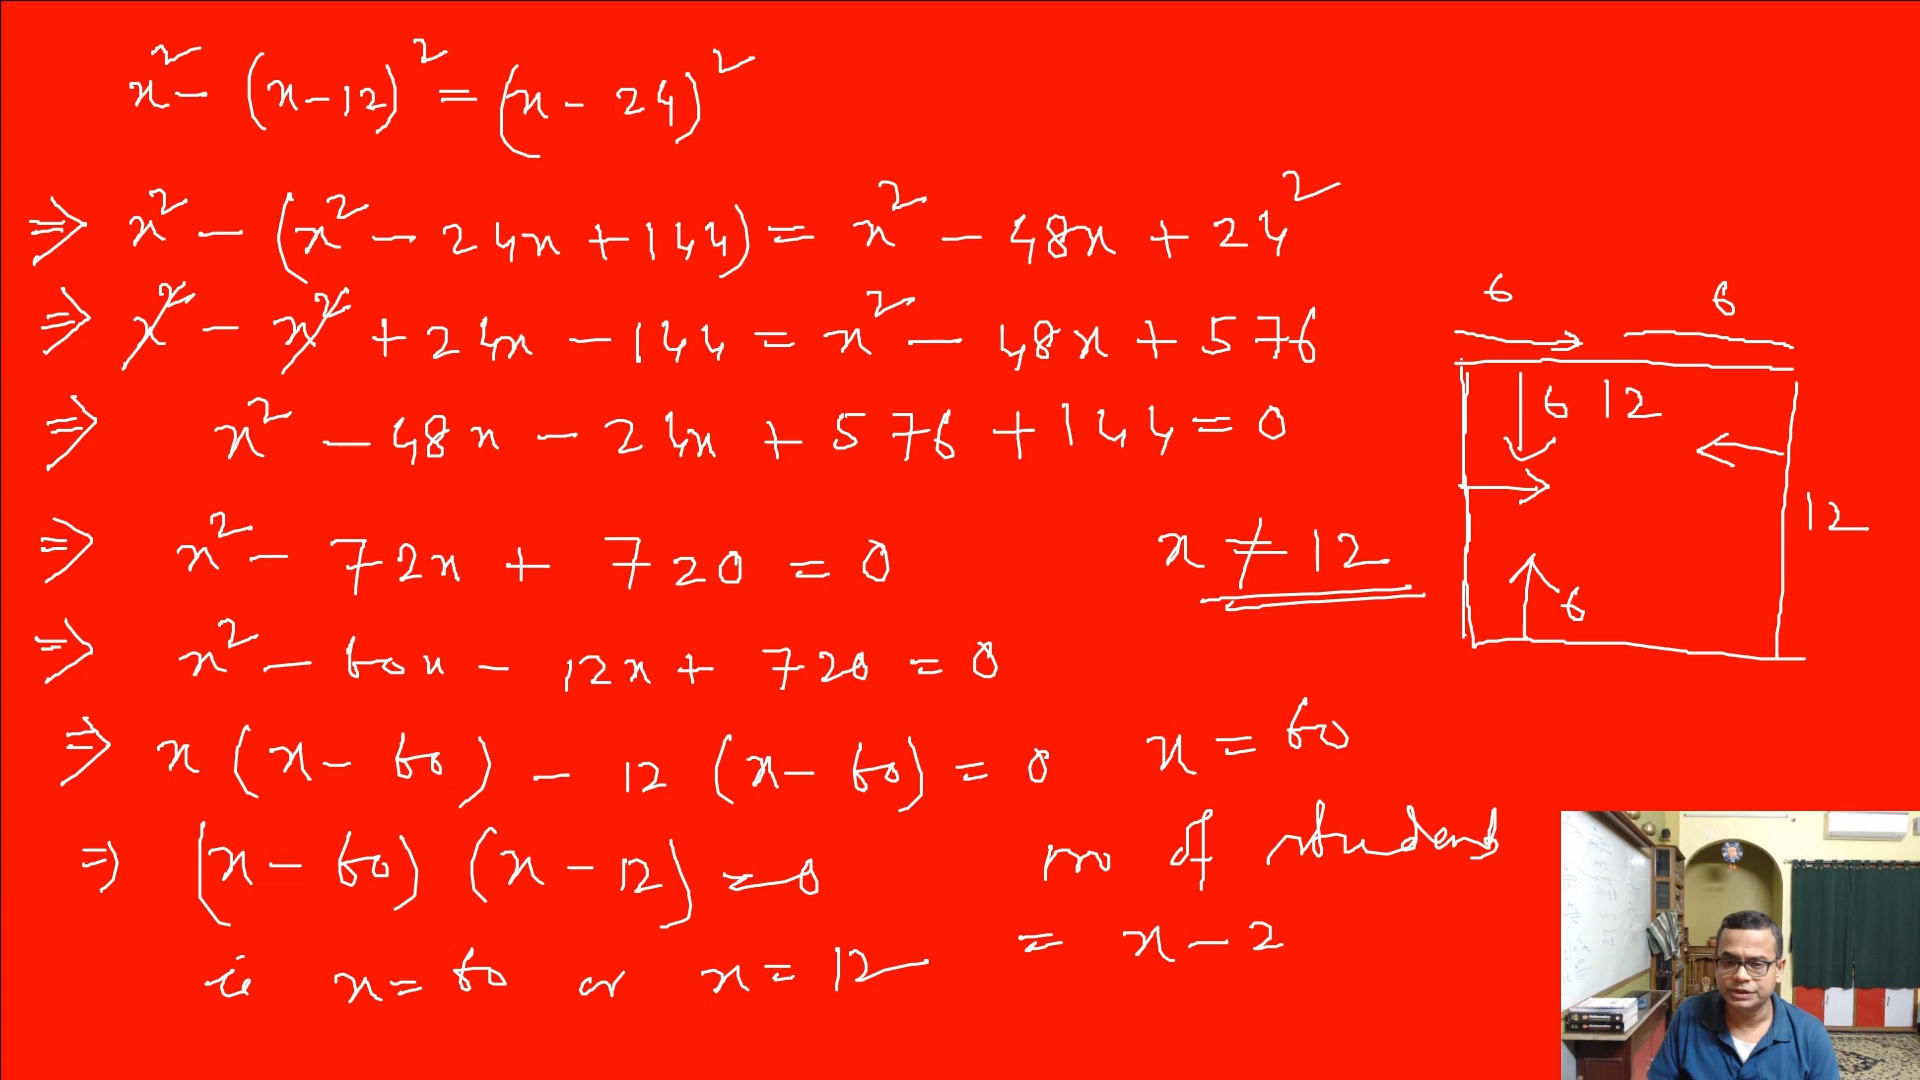 x² - (x-12)² = (x - 24)²
⇒ x² - (x² - 24x + 144) = x² - 48x + 24²
⇒ x² - x² + 24x - 144 = x² - 48x + 576
⇒ x² - 48x - 24x + 576 + 144 = 0
⇒ x² - 72x + 720 = 0
⇒ x² - 60x - 12x + 720 = 0
⇒ x (x - 60) - 12 (x - 60) = 0
⇒ (x - 60) (x - 12) = 0
ie x = 60 or x = 12
6 6
6 12
12
6
x ≠ 12
x = 60
no of students
= x - 2